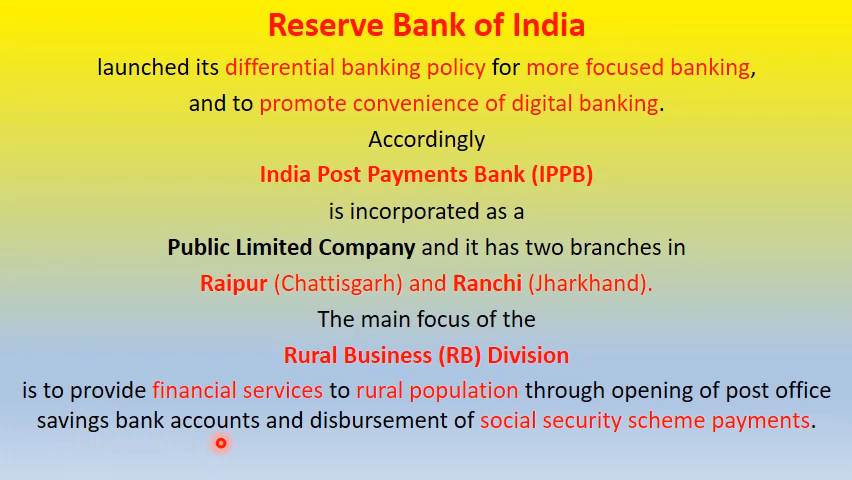 Reserve Bank of India
launched its differential banking policy for more focused banking,
and to promote convenience of digital banking.
Accordingly
India Post Payments Bank (IPPB)
is incorporated as a
Public Limited Company and it has two branches in
Raipur (Chattisgarh) and Ranchi (Jharkhand).
The main focus of the
Rural Business (RB) Division
is to provide financial services to rural population through opening of post office
savings bank accounts and disbursement of social security scheme payments.